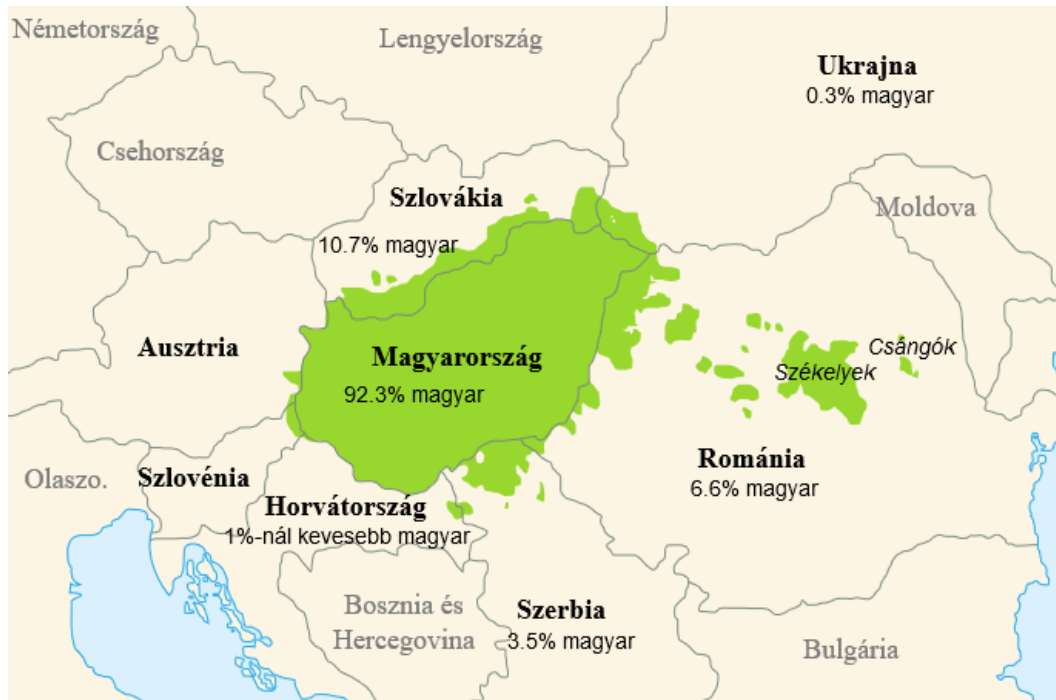 Németország
Lengyelország
Ukrajna
0.3% magyar
Csehország
Szlovákia
10.7% magyar
Moldova
Ausztria
Magyarország
92.3% magyar
Csángók
Székelyek
Románia
6.6% magyar
Olaszo.
Szlovénia
Horvátország
1%-nál kevesebb magyar
Bosznia és
Hercegovina
Szerbia
3.5% magyar
Bulgária